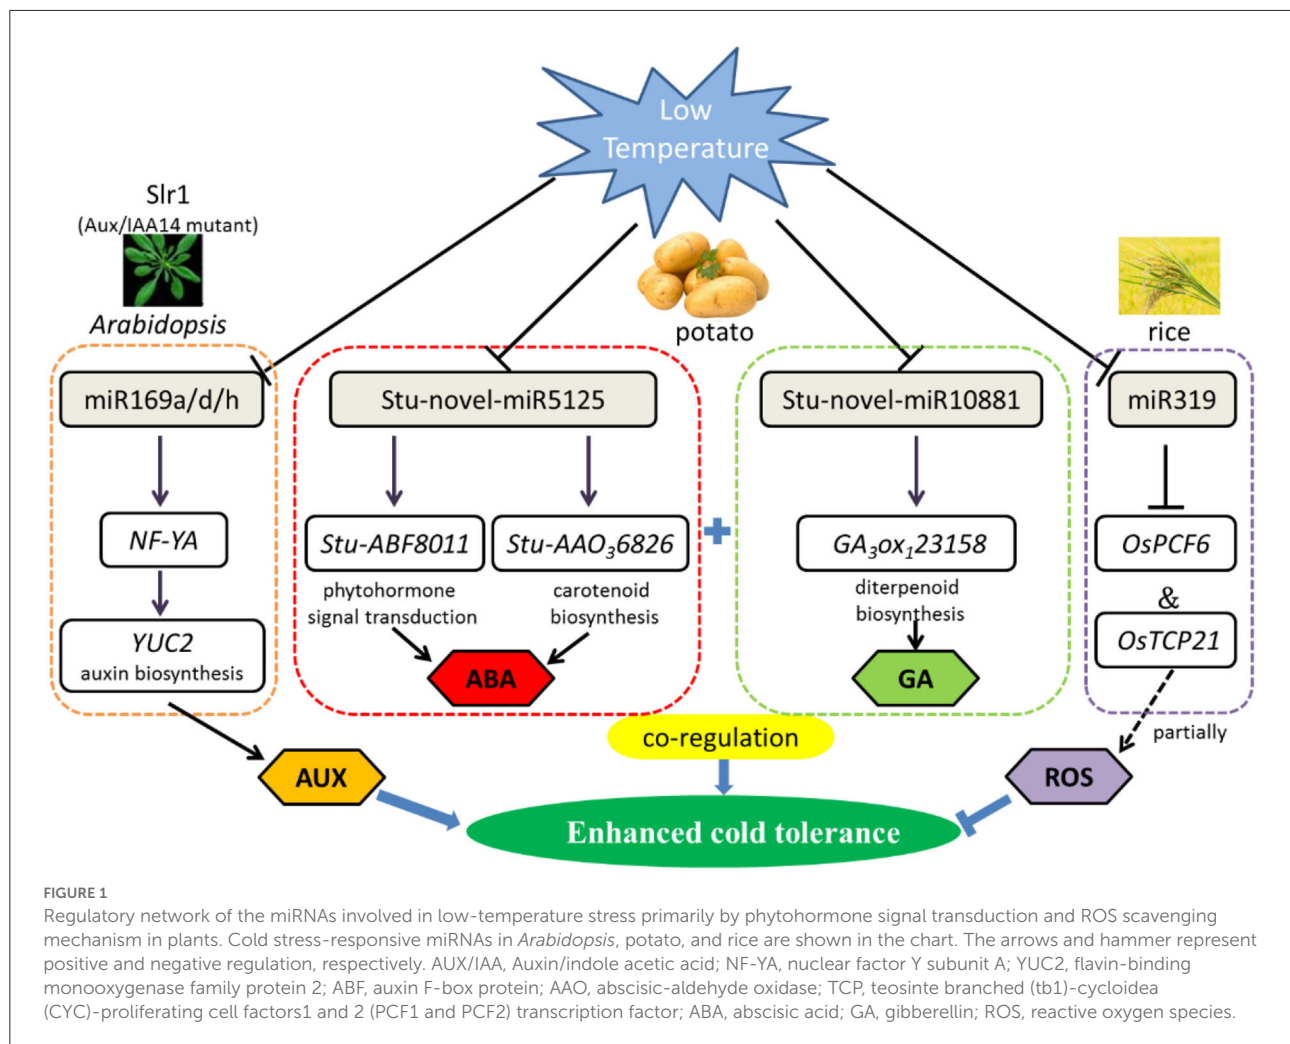 Low
Temperature
Slr1
(Aux/IAA14 mutant)
Arabidopsis
potato
rice
miR169a/d/h
Stu-novel-miR5125
Stu-novel-miR10881
miR319
NF-YA
Stu-ABF8011
Stu-AAO₃6826
GA₃ox₁23158
OsPCF6
phytohormone
signal transduction
carotenoid
biosynthesis
diterpenoid
biosynthesis
&
OsTCP21
YUC2
auxin biosynthesis
ABA
GA
partially
co-regulation
AUX
ROS
Enhanced cold tolerance
FIGURE 1
Regulatory network of the miRNAs involved in low-temperature stress primarily by phytohormone signal transduction and ROS scavenging
mechanism in plants. Cold stress-responsive miRNAs in Arabidopsis, potato, and rice are shown in the chart. The arrows and hammer represent
positive and negative regulation, respectively. AUX/IAA, Auxin/indole acetic acid; NF-YA, nuclear factor Y subunit A; YUC2, flavin-binding
monooxygenase family protein 2; ABF, auxin F-box protein; AAO, abscisic-aldehyde oxidase; TCP, teosinte branched (tb1)-cycloidea
(CYC)-proliferating cell factors1 and 2 (PCF1 and PCF2) transcription factor; ABA, abscisic acid; GA, gibberellin; ROS, reactive oxygen species.